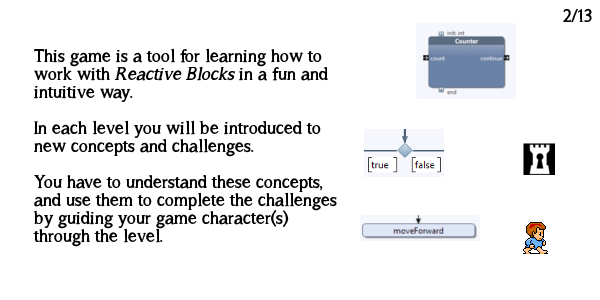 2/13
This game is a tool for learning how to
work with Reactive Blocks in a fun and
intuitive way.
In each level you will be introduced to
new concepts and challenges.
You have to understand these concepts,
and use them to complete the challenges
by guiding your game character(s)
through the level.
init: int
Counter
count continue
end
[true ] [false ]
moveForward